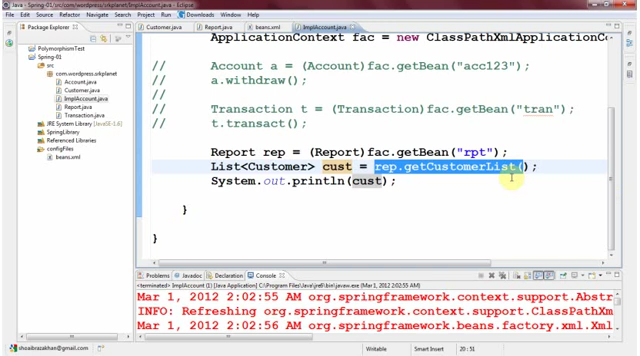 Java - Spring-01/src/com/wordpress/srkplanet/ImplAccount.java - Eclipse
File Edit Source Refactor Navigate Search Project Run Downloads Window Help
Package Explorer
PolymorphismTest
Spring-01
src
com.wordpress.srkplanet
Account.java
Customer.java
ImplAccount.java
Report.java
Transaction.java
JRE System Library [JavaSE-1.6]
SpringLibrary
Referenced Libraries
configFiles
beans.xml
Customer.java Report.java beans.xml ImplAccount.java
ApplicationContext fac = new ClassPathXmlApplicationCo
// Account a = (Account)fac.getBean("acc123");
// a.withdraw();
//
// Transaction t = (Transaction)fac.getBean("tran");
// t.transact();
Report rep = (Report)fac.getBean("rpt");
List<Customer> cust = rep.getCustomerList();
System.out.println(cust);
}
}
Problems Javadoc Declaration Console
<terminated> ImplAccount [Java Application] C:\Program Files\Java\jre6\bin\javaw.exe (Mar 1, 2012 2:02:55 AM)
Mar 1, 2012 2:02:55 AM org.springframework.context.support.Abstr
INFO: Refreshing org.springframework.context.support.ClassPathXm
Mar 1, 2012 2:02:56 AM org.springframework.beans.factory.xml.Xml
shoaibrazakhan@gmail.com
Writable Smart Insert 20 : 51